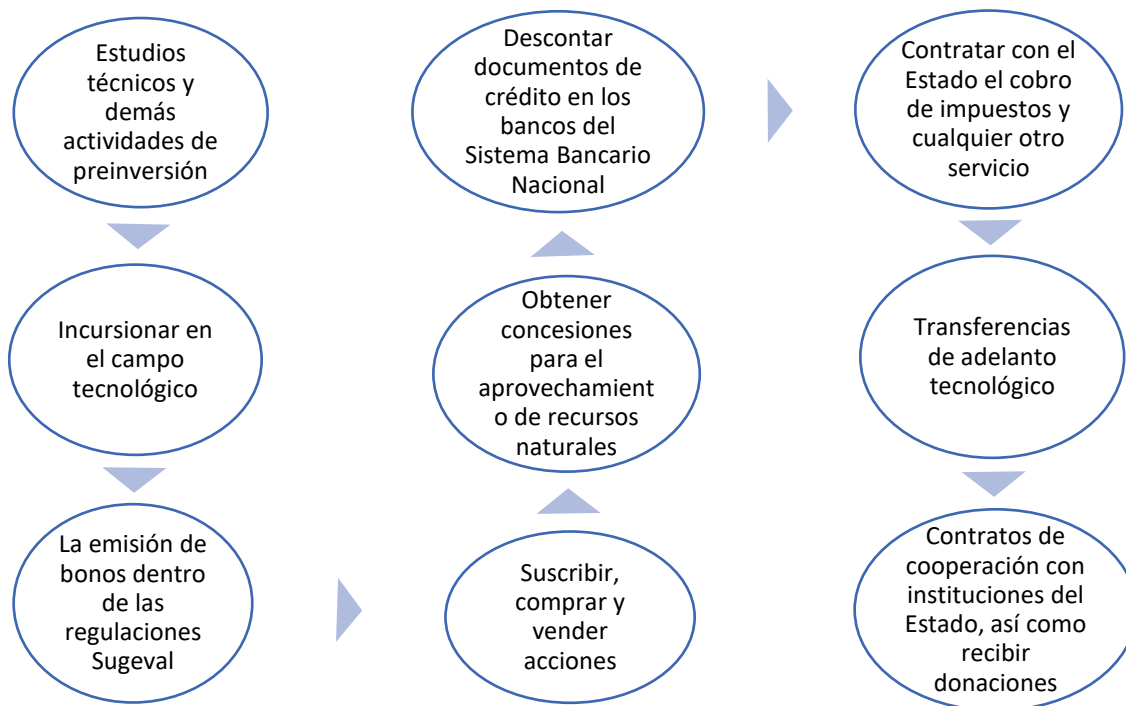 Estudios
técnicos y
demás
actividades de
preinversión
Incursionar en
el campo
tecnológico
La emisión de
bonos dentro
de las
regulaciones
Sugeval
Suscribir,
comprar y
vender
acciones
Obtener
concesiones
para el
aprovechamient
o de recursos
naturales
Descontar
documentos de
crédito en los
bancos del
Sistema Bancario
Nacional
Contratar con el
Estado el cobro
de impuestos y
cualquier otro
servicio
Transferencias
de adelanto
tecnológico
Contratos de
cooperación con
instituciones del
Estado, así como
recibir
donaciones